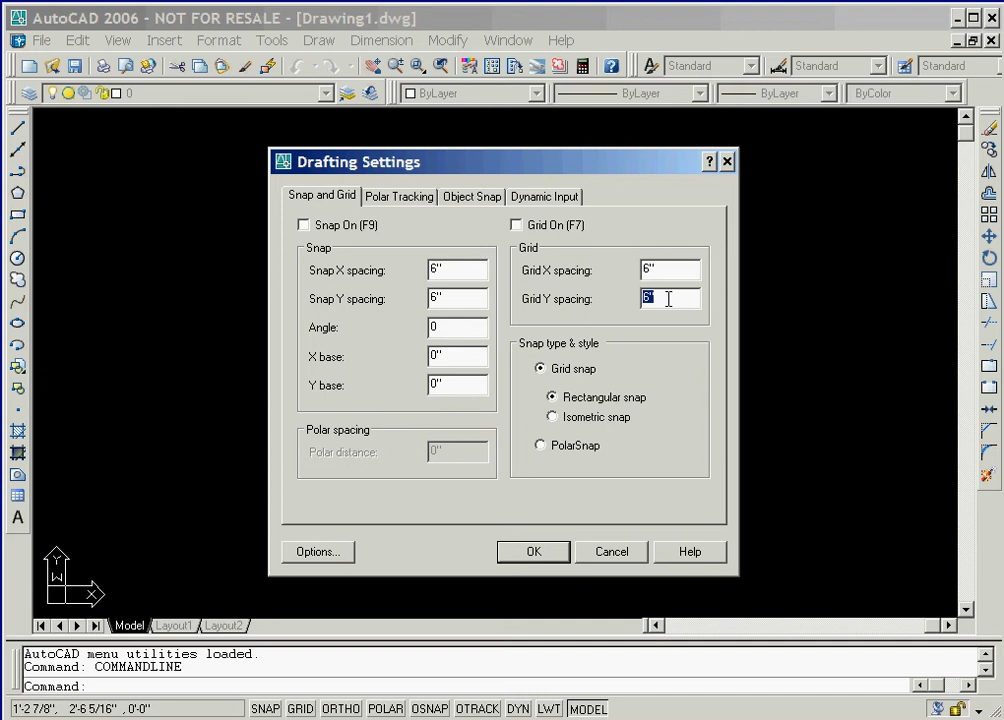 AutoCAD 2006 - NOT FOR RESALE - [Drawing1.dwg]
File Edit View Insert Format Tools Draw Dimension Modify Window Help
Standard Standard Standard
0 ByLayer ByLayer ByLayer ByColor
Drafting Settings
Snap and Grid Polar Tracking Object Snap Dynamic Input
Snap On (F9) Grid On (F7)
Snap Grid
Snap X spacing: 6" Grid X spacing: 6"
Snap Y spacing: 6" Grid Y spacing: 6"
Angle: 0
Snap type & style
X base: 0" Grid snap
Y base: 0" Rectangular snap
Isometric snap
Polar spacing
Polar distance: 0" PolarSnap
Options... OK Cancel Help
Y
W
X
Model Layout1 Layout2
AutoCAD menu utilities loaded.
Command: COMMANDLINE
Command:
1'-2 7/8", 2'-6 5/16" , 0'-0" SNAP GRID ORTHO POLAR OSNAP OTRACK DYN LWT MODEL